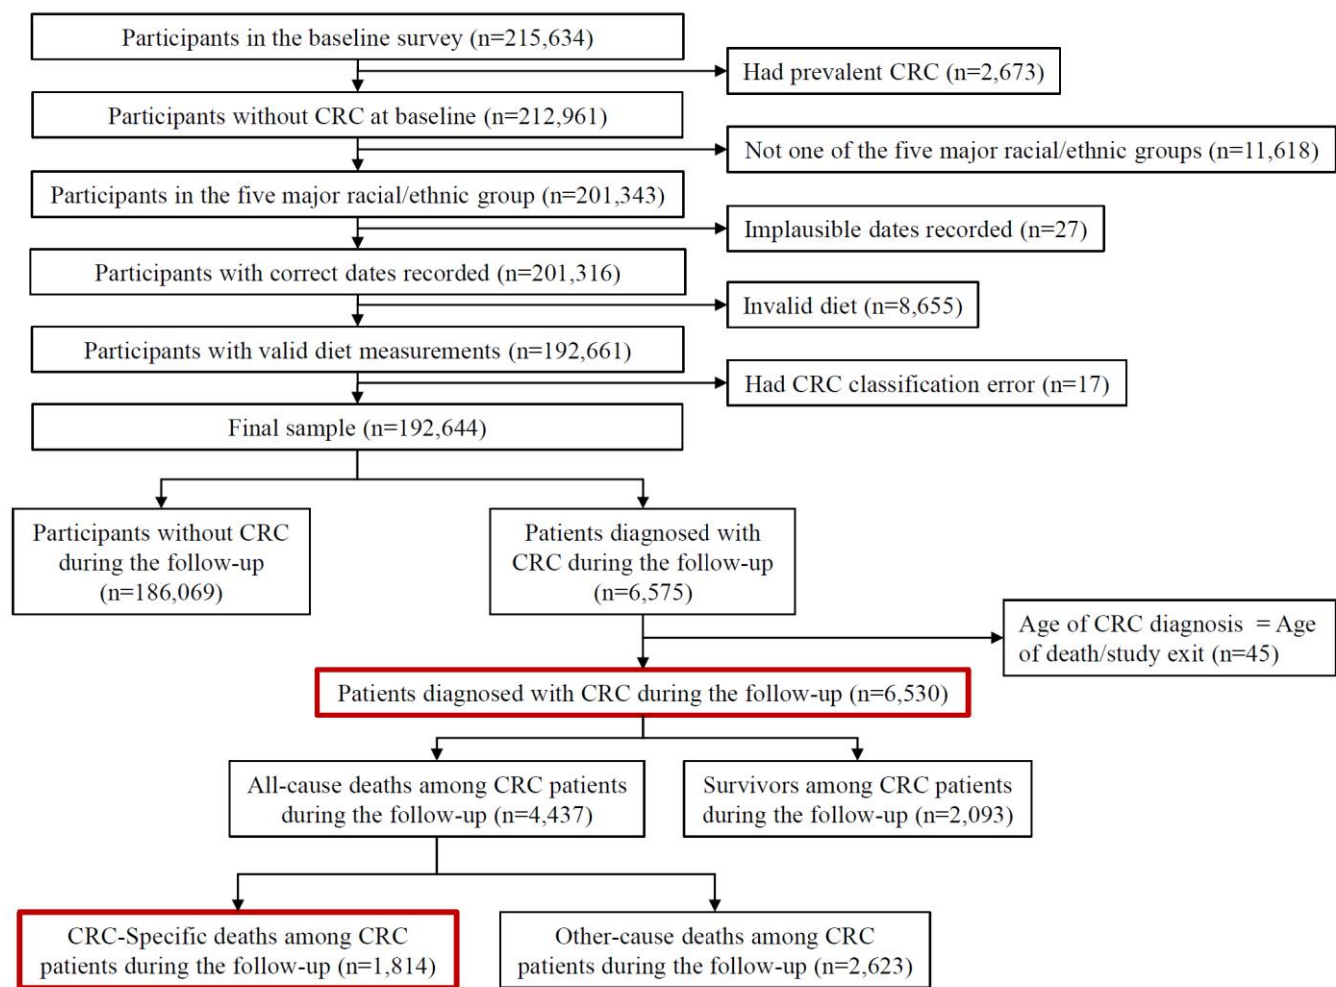 Participants in the baseline survey (n=215,634)
Had prevalent CRC (n=2,673)
Participants without CRC at baseline (n=212,961)
Not one of the five major racial/ethnic groups (n=11,618)
Participants in the five major racial/ethnic group (n=201,343)
Implausible dates recorded (n=27)
Participants with correct dates recorded (n=201,316)
Invalid diet (n=8,655)
Participants with valid diet measurements (n=192,661)
Had CRC classification error (n=17)
Final sample (n=192,644)
Participants without CRC
during the follow-up
(n=186,069)
Patients diagnosed with
CRC during the follow-up
(n=6,575)
Age of CRC diagnosis = Age
of death/study exit (n=45)
Patients diagnosed with CRC during the follow-up (n=6,530)
All-cause deaths among CRC patients
during the follow-up (n=4,437)
Survivors among CRC patients
during the follow-up (n=2,093)
CRC-Specific deaths among CRC
patients during the follow-up (n=1,814)
Other-cause deaths among CRC
patients during the follow-up (n=2,623)